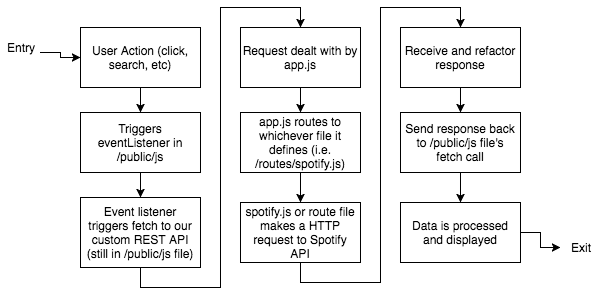 Entry
User Action (click,
search, etc)
Triggers
eventListener in
/public/js
Event listener
triggers fetch to our
custom REST API
(still in /public/js file)
Request dealt with by
app.js
app.js routes to
whichever file it
defines (i.e.
/routes/spotify.js)
spotify.js or route file
makes a HTTP
request to Spotify
API
Receive and refactor
response
Send response back
to /public/js file's
fetch call
Data is processed
and displayed
Exit